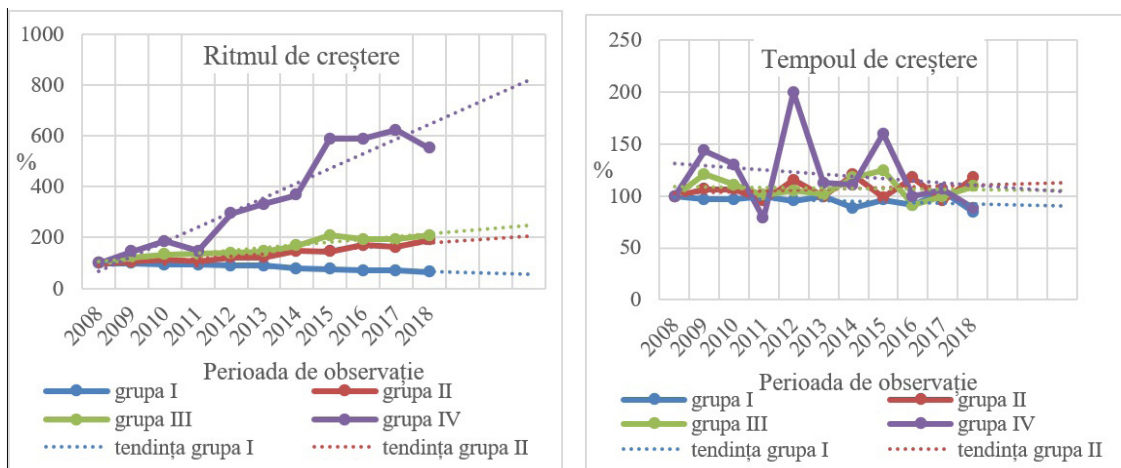 Ritmul de creștere
1000
800
600
400
200
0
%
2008
2009
2010
2011
2012
2013
2014
2015
2016
2017
2018
Perioada de observație
grupa I
grupa II
grupa III
grupa IV
tendința grupa I
tendința grupa II
Tempoul de creștere
250
200
150
100
50
0
%
2008
2009
2010
2011
2012
2013
2014
2015
2016
2017
2018
Perioada de observație
grupa I
grupa II
grupa III
grupa IV
tendința grupa I
tendința grupa II